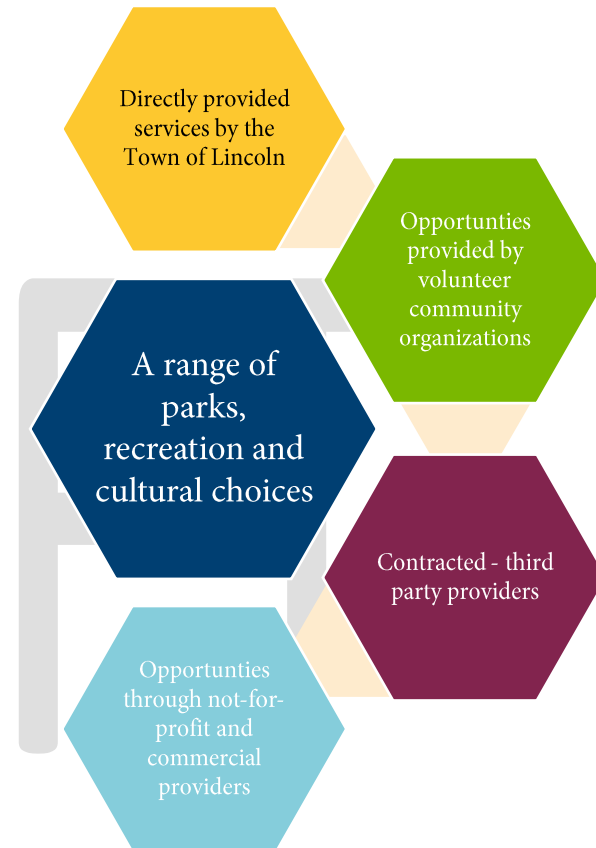 Directly provided
services by the
Town of Lincoln
Opportunties
provided by
volunteer
community
organizations
A range of
parks,
recreation and
cultural choices
Contracted - third
party providers
Opportunties
through not-for-
profit and
commercial
providers